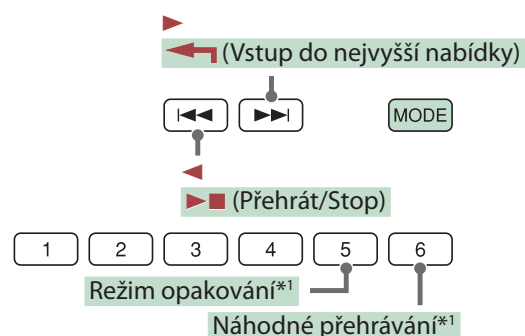 (Vstup do nejvyšší nabídky)
MODE
(Přehrát/Stop)
1 2 3 4 5 6
Režim opakování*1
Náhodné přehrávání*1